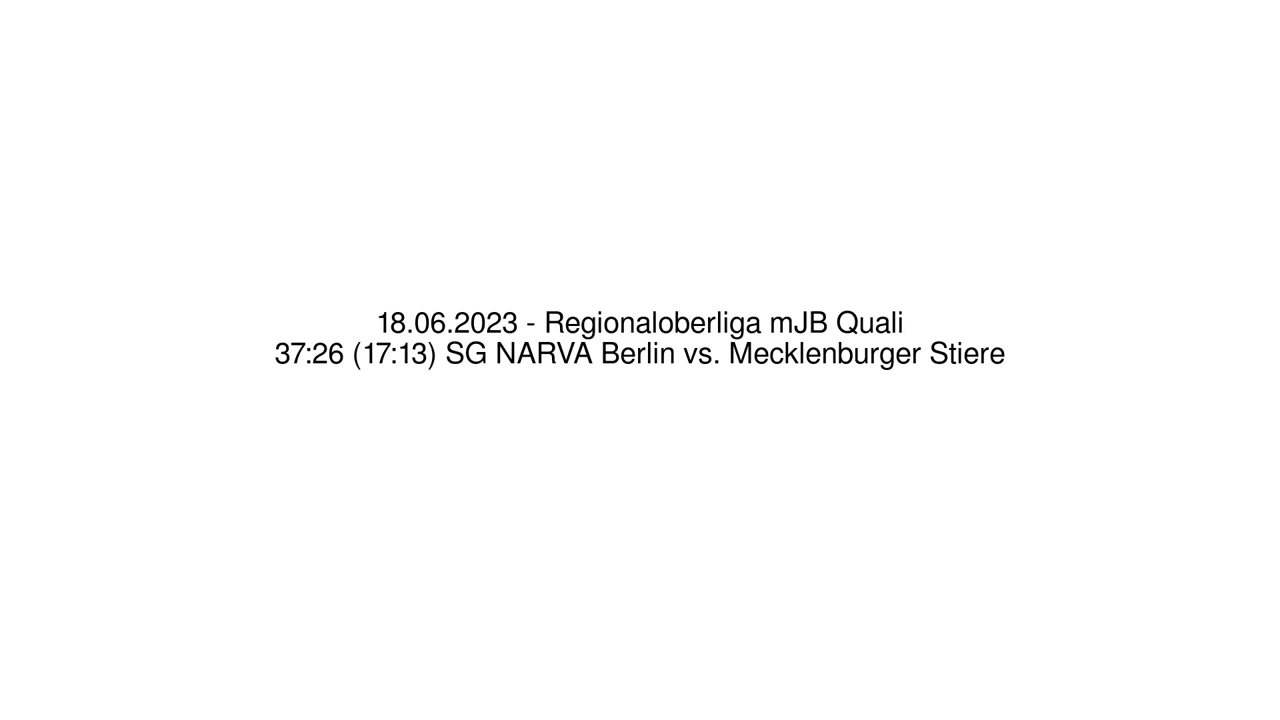 18.06.2023 - Regionaloberliga mJB Quali
37:26 (17:13) SG NARVA Berlin vs. Mecklenburger Stiere